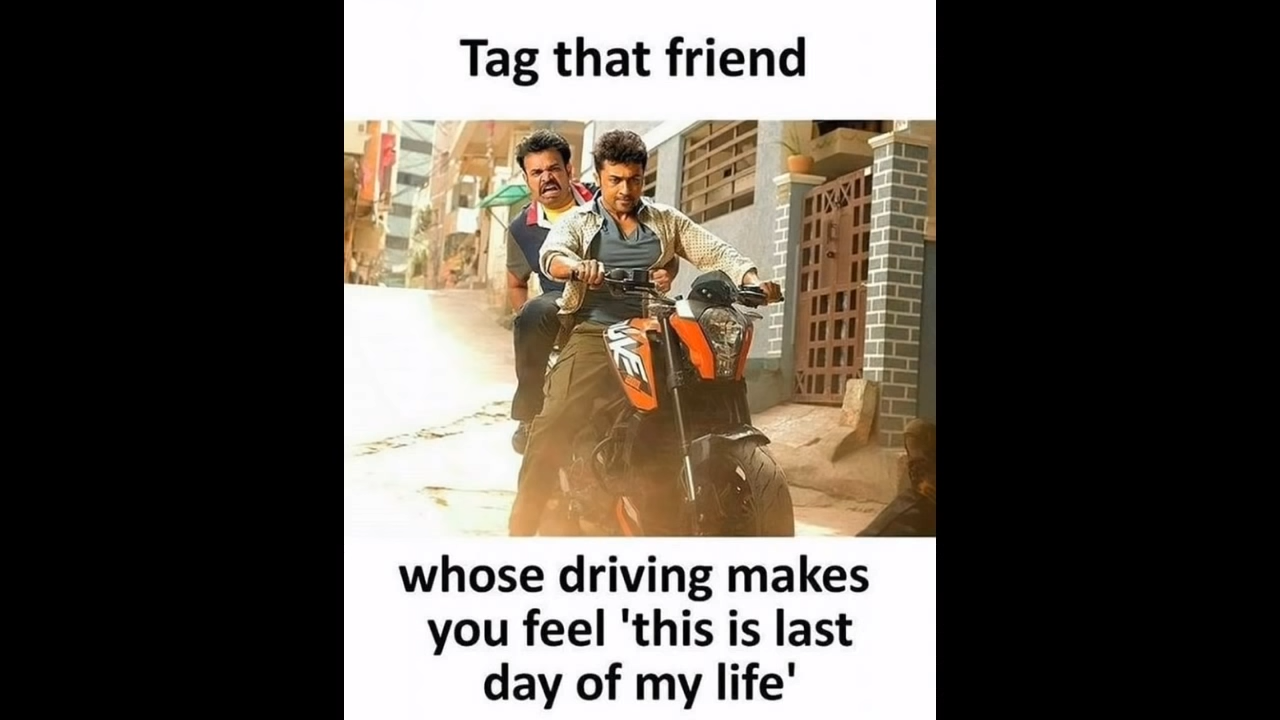 Tag that friend
whose driving makes
you feel 'this is last
day of my life'